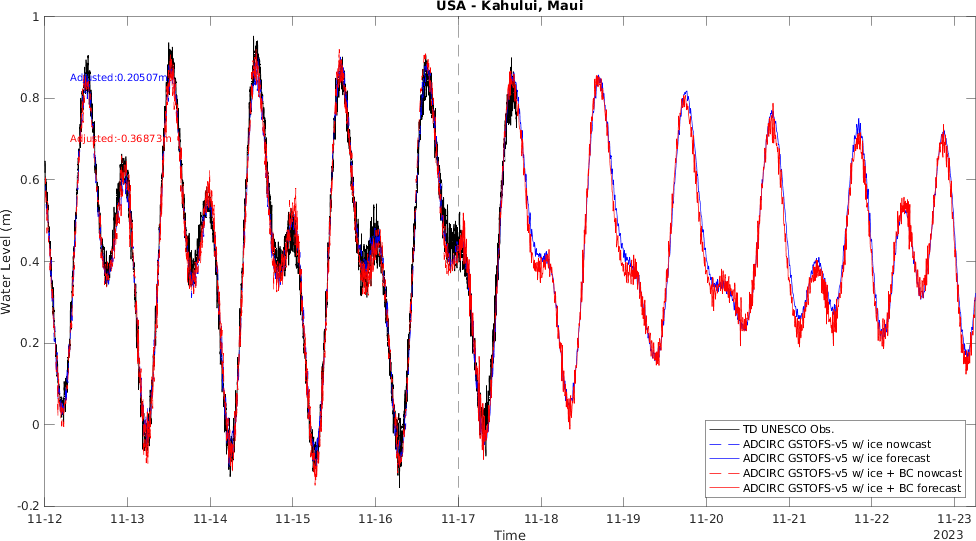 USA - Kahului, Maui
1
0.8
0.6
0.4
0.2
0
-0.2
Water Level (m)
Adjusted:0.20507m
Adjusted:-0.36873m
TD UNESCO Obs.
ADCIRC GSTOFS-v5 w/ ice nowcast
ADCIRC GSTOFS-v5 w/ ice forecast
ADCIRC GSTOFS-v5 w/ ice + BC nowcast
ADCIRC GSTOFS-v5 w/ ice + BC forecast
11-12 11-13 11-14 11-15 11-16 11-17 11-18 11-19 11-20 11-21 11-22 11-23
Time 2023